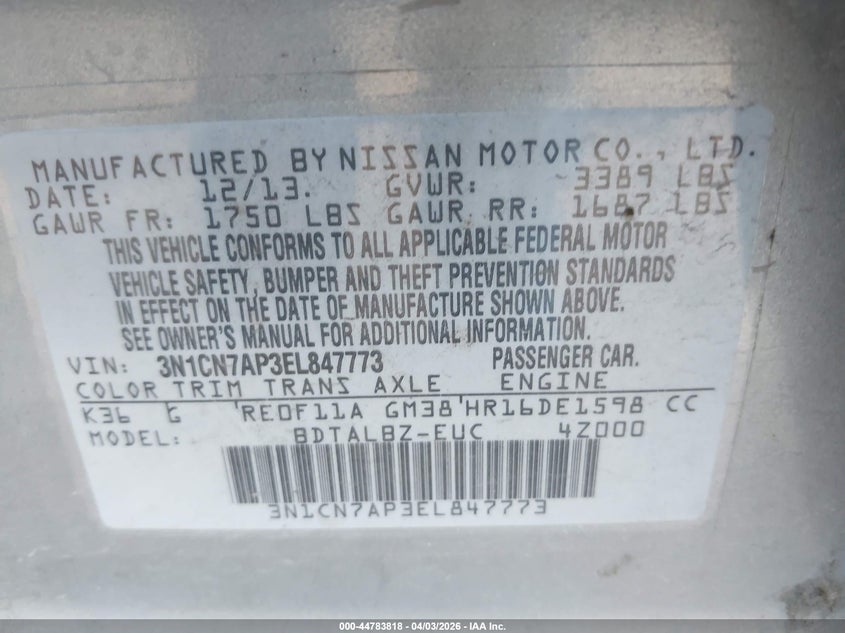 MANUFACTURED BY NISSAN MOTOR CO., LTD.
DATE: 12/13. GVWR: 3389 LBS
GAWR FR: 1750 LBS GAWR RR: 1687 LBS
THIS VEHICLE CONFORMS TO ALL APPLICABLE FEDERAL MOTOR
VEHICLE SAFETY, BUMPER AND THEFT PREVENTION STANDARDS
IN EFFECT ON THE DATE OF MANUFACTURE SHOWN ABOVE.
SEE OWNER'S MANUAL FOR ADDITIONAL INFORMATION.
VIN: 3N1CN7AP3EL847773 PASSENGER CAR.
COLOR TRIM TRANS AXLE ENGINE
K36 G RE0F11A GM38 HR16DE1598 CC
MODEL: BDTALBZ-EUC 4Z000
3N1CN7AP3EL847773
000-44783818 - 04/03/2026 - IAA Inc.